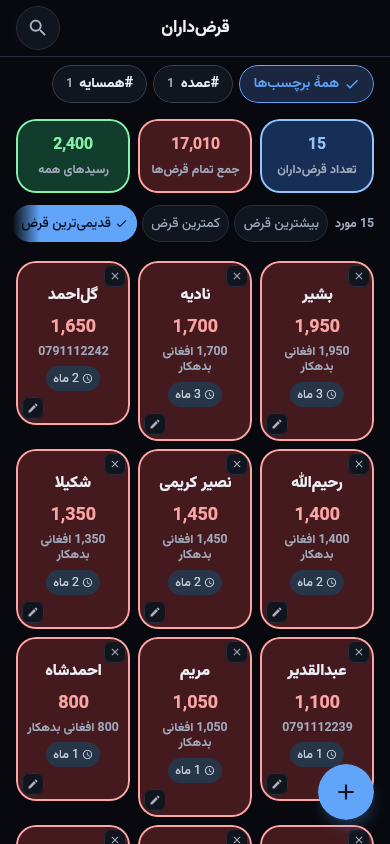 قرض‌داران
همهٔ برچسب‌ها
#عمده 1
#همسایه 1
15
تعداد قرض‌داران
17,010
جمع تمام قرض‌ها
2,400
رسیدهای همه
15 مورد
بیشترین قرض
کمترین قرض
قدیمی‌ترین قرض
بشیر
1,950
1,950 افغانی
بدهکار
3 ماه
نادیه
1,700
1,700 افغانی
بدهکار
3 ماه
گل‌احمد
1,650
0791112242
2 ماه
رحیم‌الله
1,400
1,400 افغانی
بدهکار
2 ماه
نصیر کریمی
1,450
1,450 افغانی
بدهکار
2 ماه
شکیلا
1,350
1,350 افغانی
بدهکار
2 ماه
عبدالقدیر
1,100
0791112239
1 ماه
مریم
1,050
1,050 افغانی
بدهکار
1 ماه
احمدشاه
800
800 افغانی بدهکار
1 ماه